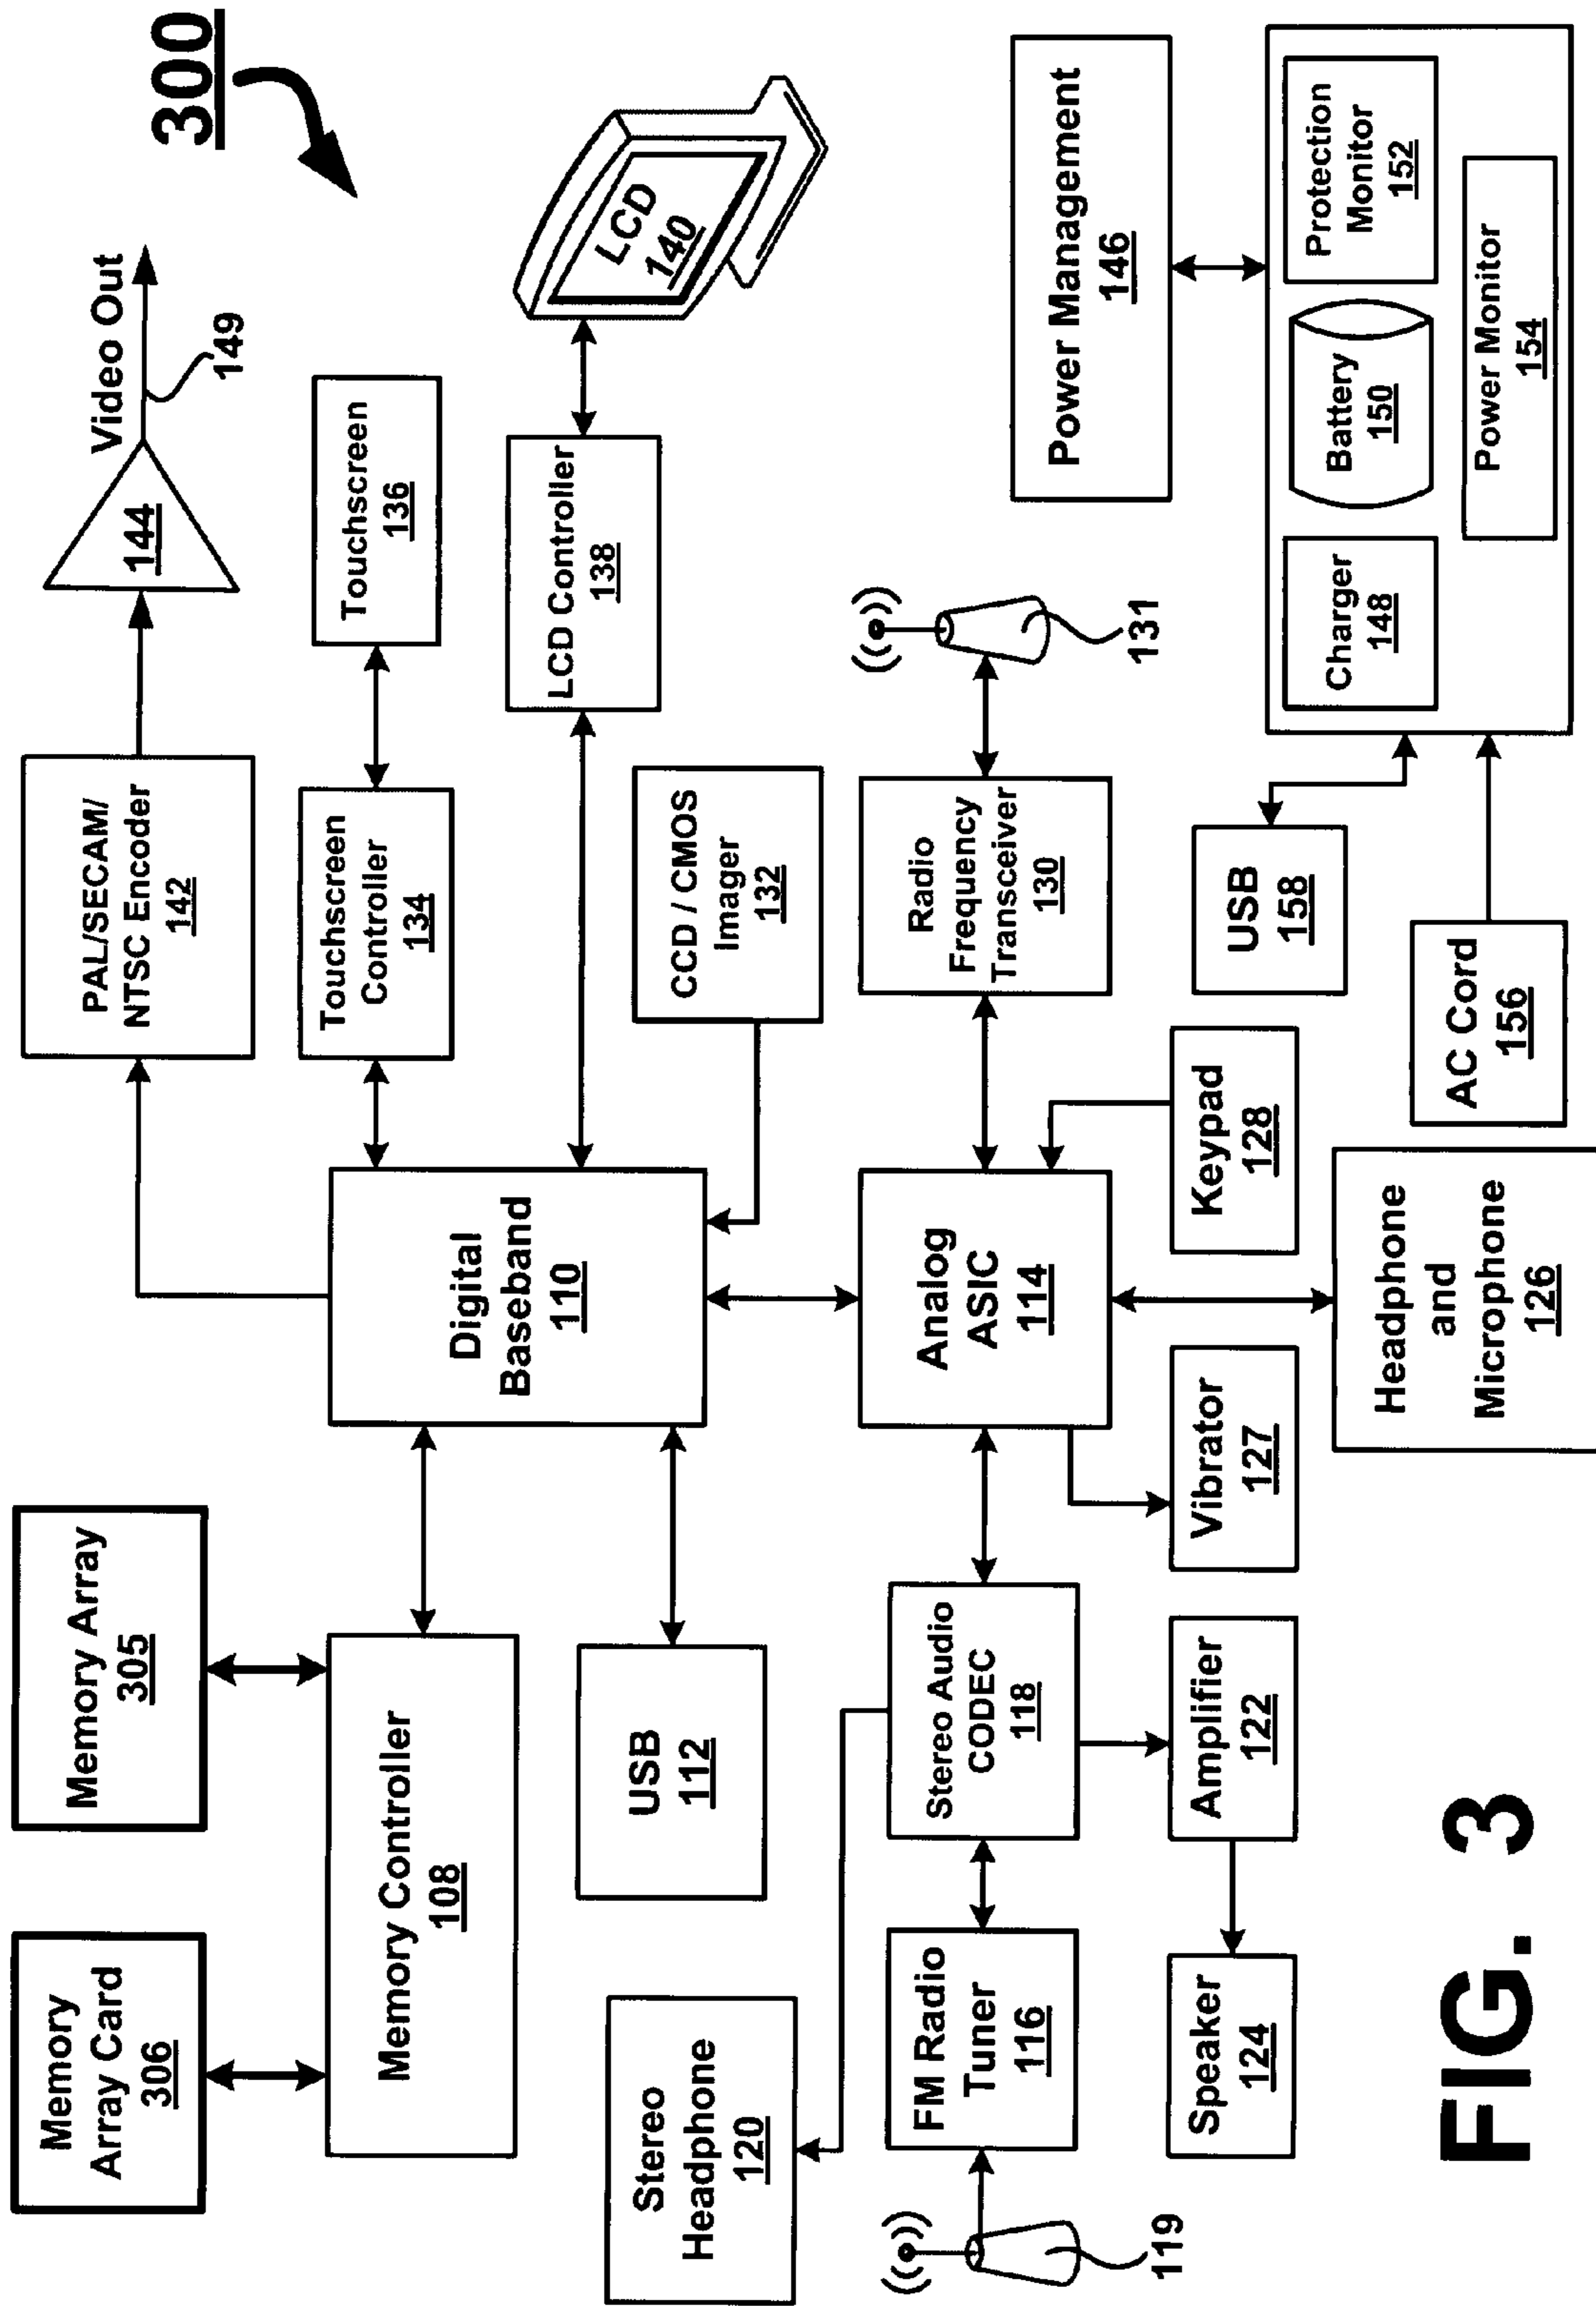 300
Memory
Array Card
306
Memory Array
305
PAL/SECAM/
NTSC Encoder
142
144
Video Out
149
Memory Controller
108
Digital
Baseband
110
Touchscreen
Controller
134
Touchscreen
136
LCD Controller
138
LCD
140
USB
112
CCD / CMOS
Imager
132
Stereo
Headphone
120
FM Radio
Tuner
116
119
Stereo Audio
CODEC
118
Analog
ASIC
114
Radio
Frequency
Transceiver
130
131
Power Management
146
Speaker
124
Amplifier
122
Vibrator
127
Keypad
128
USB
158
Charger
148
Battery
150
Protection
Monitor
152
Power Monitor
154
Headphone
and
Microphone
126
AC Cord
156
FIG. 3